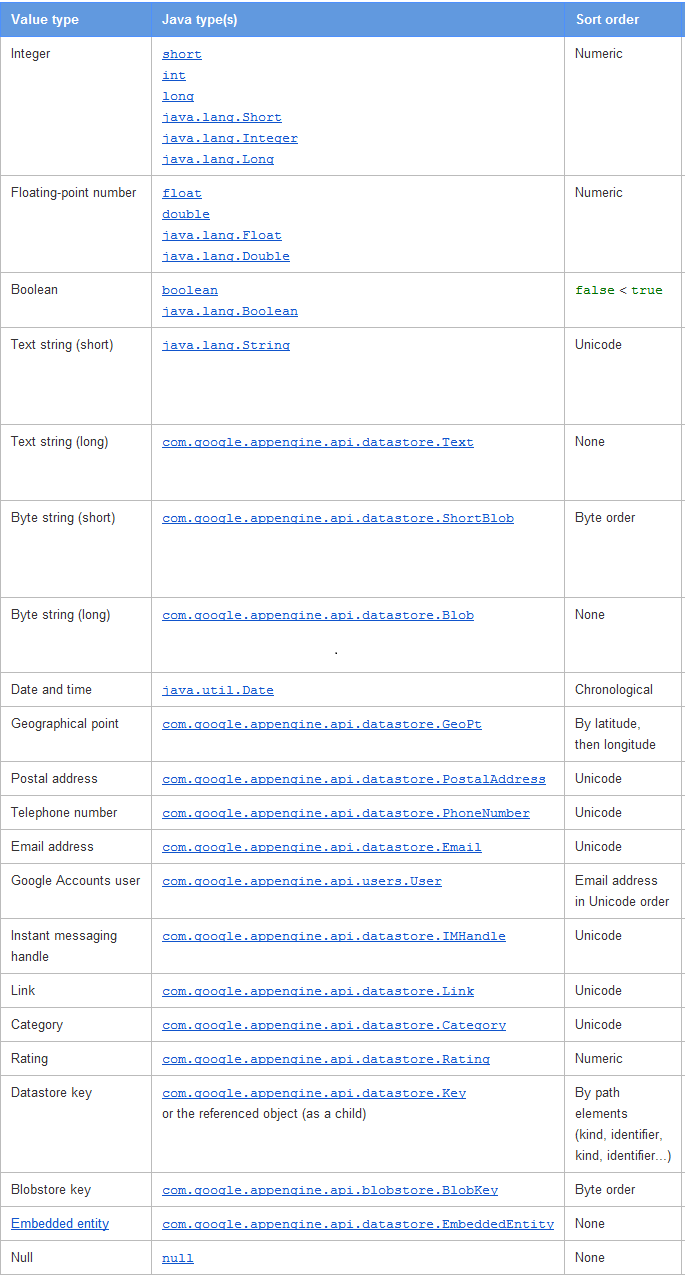 Value type Java type(s) Sort order
Integer short Numeric
int
long
java.lang.Short
java.lang.Integer
java.lang.Long
Floating-point number float Numeric
double
java.lang.Float
java.lang.Double
Boolean boolean false < true
java.lang.Boolean
Text string (short) java.lang.String Unicode
Text string (long) com.google.appengine.api.datastore.Text None
Byte string (short) com.google.appengine.api.datastore.ShortBlob Byte order
Byte string (long) com.google.appengine.api.datastore.Blob None
.
Date and time java.util.Date Chronological
Geographical point com.google.appengine.api.datastore.GeoPt By latitude,
then longitude
Postal address com.google.appengine.api.datastore.PostalAddress Unicode
Telephone number com.google.appengine.api.datastore.PhoneNumber Unicode
Email address com.google.appengine.api.datastore.Email Unicode
Google Accounts user com.google.appengine.api.users.User Email address
in Unicode order
Instant messaging com.google.appengine.api.datastore.IMHandle Unicode
handle
Link com.google.appengine.api.datastore.Link Unicode
Category com.google.appengine.api.datastore.Category Unicode
Rating com.google.appengine.api.datastore.Rating Numeric
Datastore key com.google.appengine.api.datastore.Key By path
or the referenced object (as a child) elements
(kind, identifier,
kind, identifier...)
Blobstore key com.google.appengine.api.blobstore.BlobKey Byte order
Embedded entity com.google.appengine.api.datastore.EmbeddedEntity None
Null null None